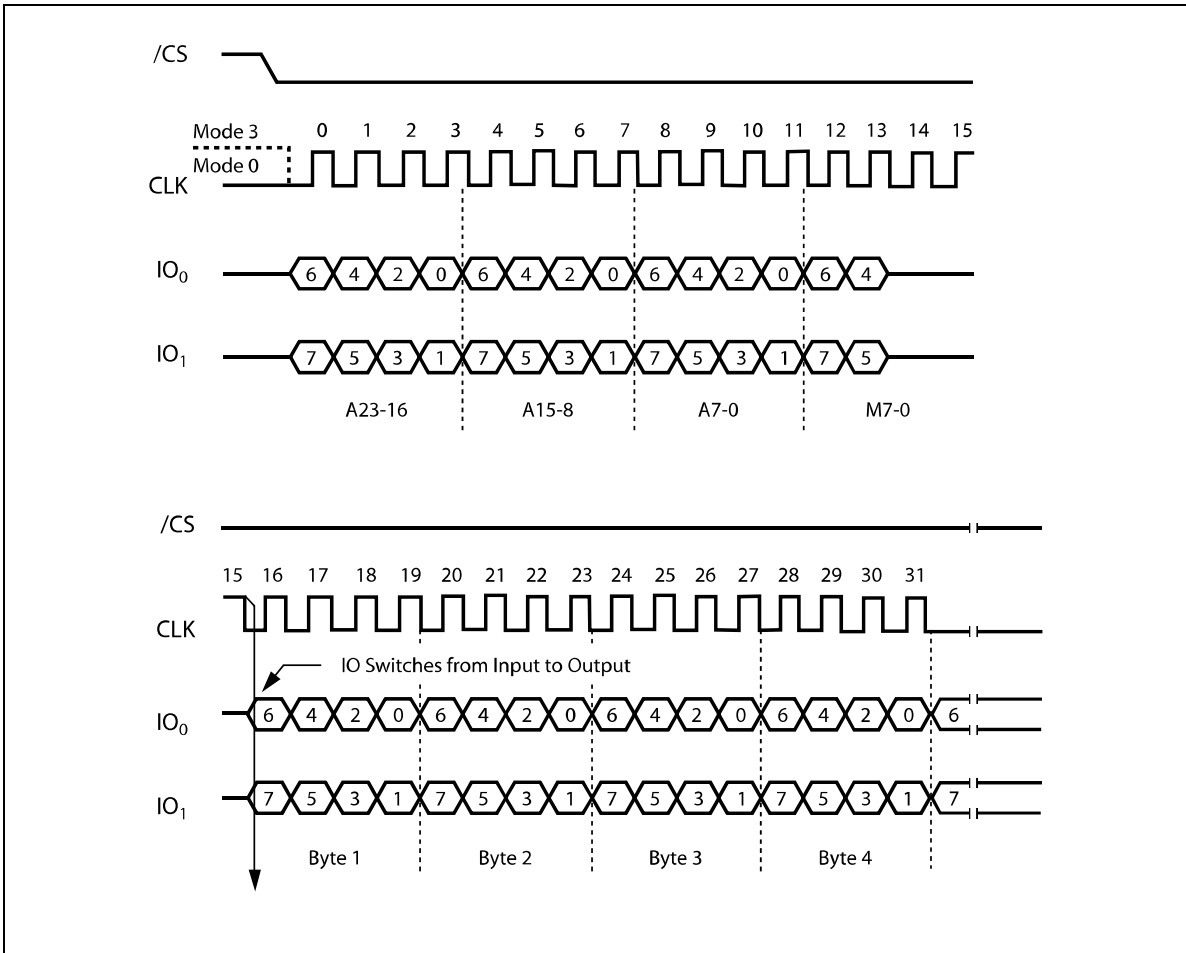 /CS
Mode 3 0 1 2 3 4 5 6 7 8 9 10 11 12 13 14 15
Mode 0
CLK
IO0 6 4 2 0 6 4 2 0 6 4 2 0 6 4
IO1 7 5 3 1 7 5 3 1 7 5 3 1 7 5
A23-16 A15-8 A7-0 M7-0
/CS
15 16 17 18 19 20 21 22 23 24 25 26 27 28 29 30 31
CLK
IO Switches from Input to Output
IO0 6 4 2 0 6 4 2 0 6 4 2 0 6 4 2 0 6
IO1 7 5 3 1 7 5 3 1 7 5 3 1 7 5 3 1 7
Byte 1 Byte 2 Byte 3 Byte 4